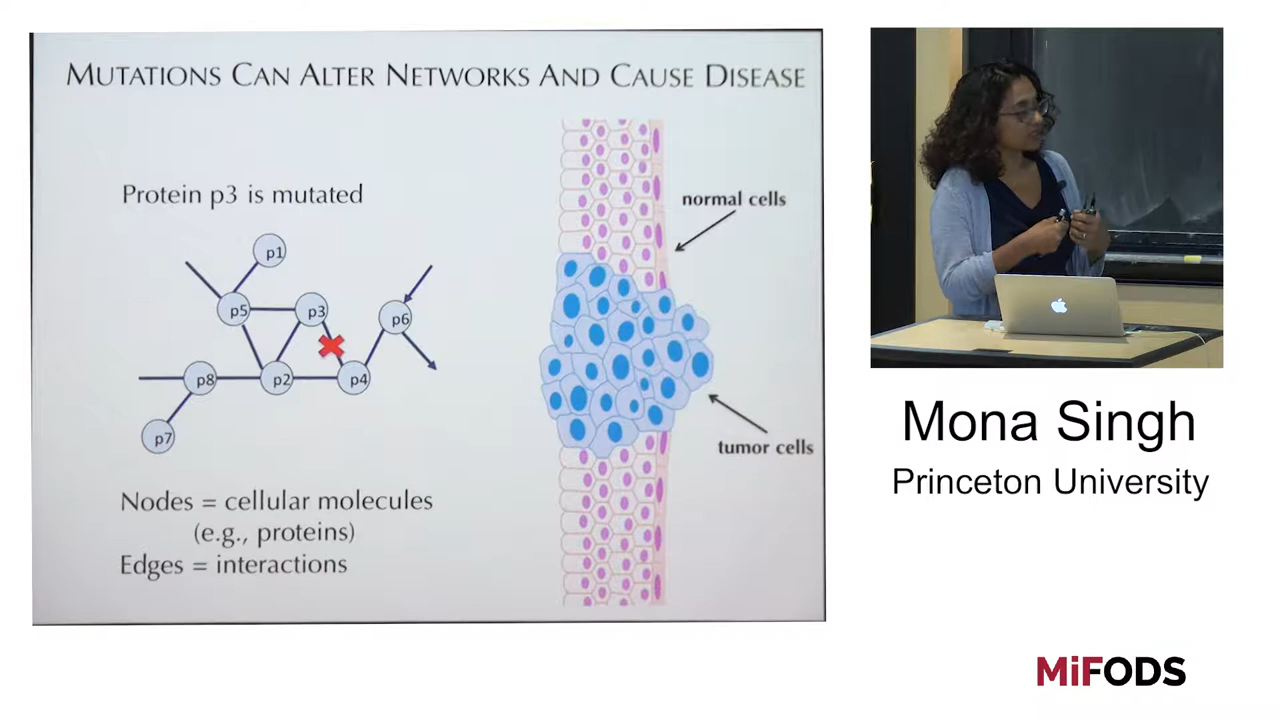 MUTATIONS CAN ALTER NETWORKS AND CAUSE DISEASE
Protein p3 is mutated
p1
p5
p3
p6
p8
p2
p4
p7
Nodes = cellular molecules
(e.g., proteins)
Edges = interactions
normal cells
tumor cells
Mona Singh
Princeton University
MiFODS